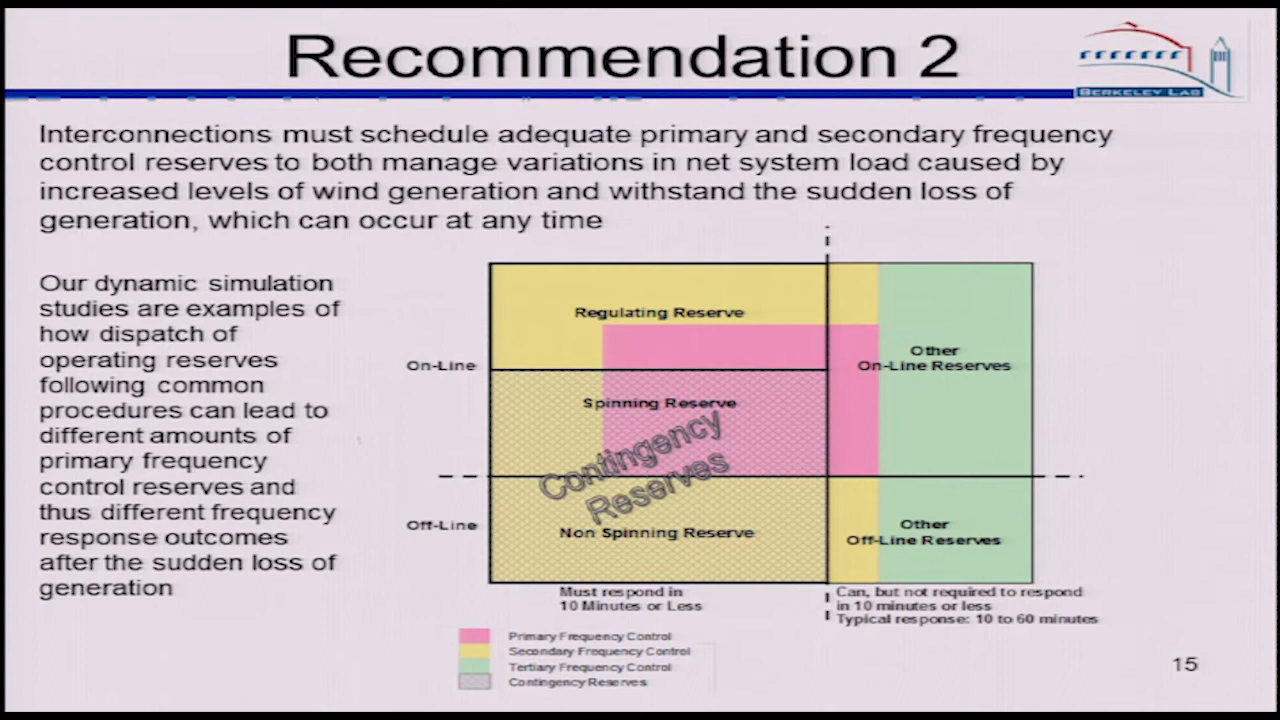 Recommendation 2
BERKELEY LAB
Interconnections must schedule adequate primary and secondary frequency
control reserves to both manage variations in net system load caused by
increased levels of wind generation and withstand the sudden loss of
generation, which can occur at any time
Our dynamic simulation
studies are examples of
how dispatch of
operating reserves
following common
procedures can lead to
different amounts of
primary frequency
control reserves and
thus different frequency
response outcomes
after the sudden loss of
generation
Regulating Reserve
Other
On-Line Reserves
On-Line
Spinning Reserve
Contingency
Reserves
Off-Line
Non Spinning Reserve
Other
Off-Line Reserves
Must respond in
10 Minutes or Less
Can, but not required to respond
in 10 minutes or less
Typical response: 10 to 60 minutes
Primary Frequency Control
Secondary Frequency Control
Tertiary Frequency Control
Contingency Reserves
15